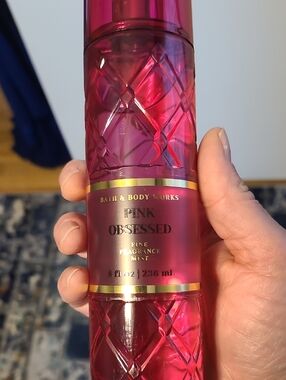 BATH & BODY WORKS
PINK
OBSESSED
FINE
FRAGRANCE
MIST
8 fl oz | 236 ml